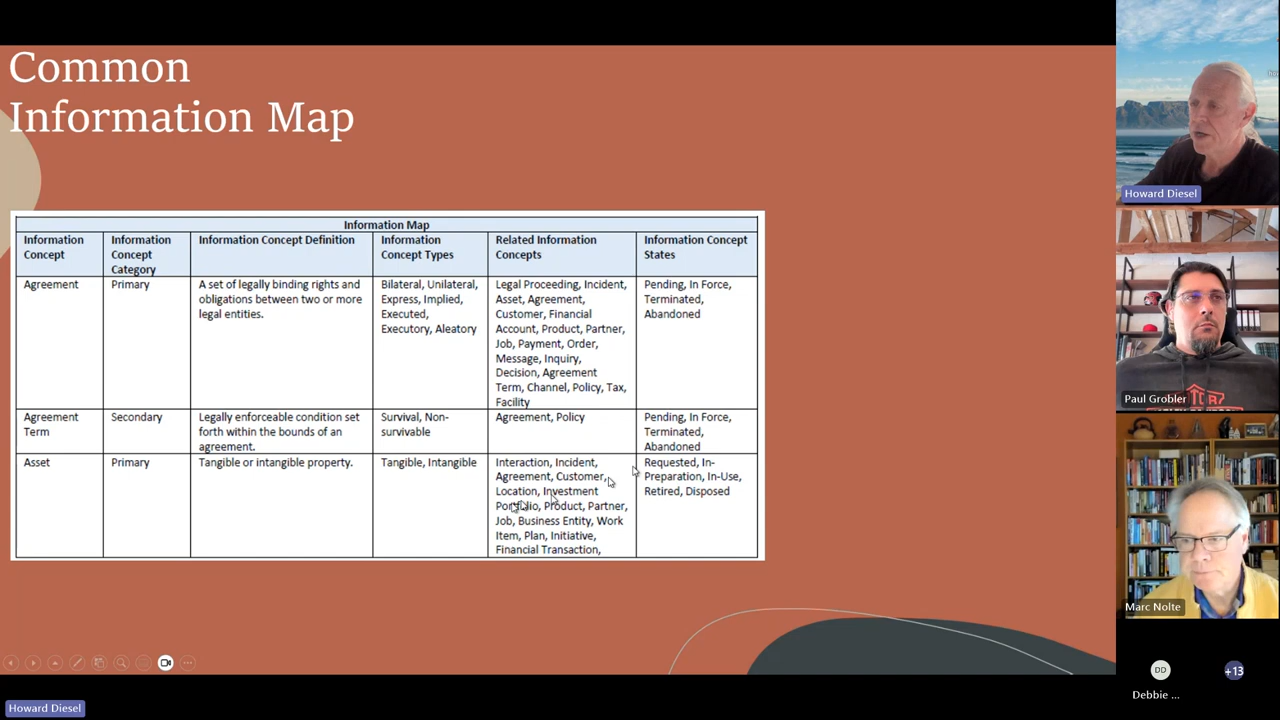 Common
Information Map
Information Map
Information
Concept
Information
Concept
Category
Information Concept Definition
Information
Concept Types
Related Information
Concepts
Information Concept
States
Agreement
Primary
A set of legally binding rights and
obligations between two or more
legal entities.
Bilateral, Unilateral,
Express, Implied,
Executed,
Executory, Aleatory
Legal Proceeding, Incident,
Asset, Agreement,
Customer, Financial
Account, Product, Partner,
Job, Payment, Order,
Message, Inquiry,
Decision, Agreement
Term, Channel, Policy, Tax,
Facility
Pending, In Force,
Terminated,
Abandoned
Agreement
Term
Secondary
Legally enforceable condition set
forth within the bounds of an
agreement.
Survival, Non-
survivable
Agreement, Policy
Pending, In Force,
Terminated,
Abandoned
Asset
Primary
Tangible or intangible property.
Tangible, Intangible
Interaction, Incident,
Agreement, Customer,
Location, Investment
Portfolio, Product, Partner,
Job, Business Entity, Work
Item, Plan, Initiative,
Financial Transaction,
Requested, In-
Preparation, In-Use,
Retired, Disposed
Howard Diesel
Paul Grobler
Marc Nolte
DD
Debbie ...
+13
Howard Diesel